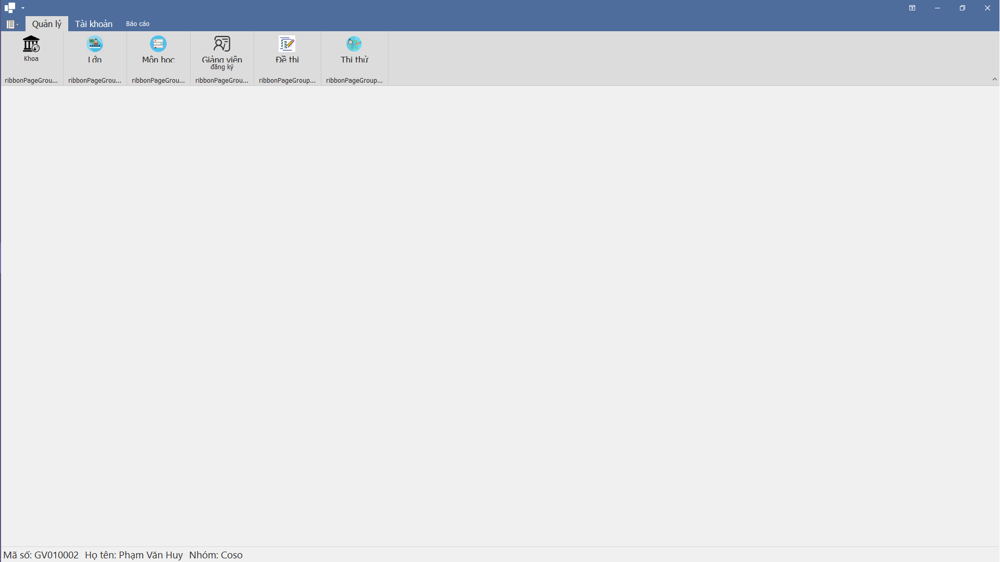 Quản lý Tài khoản Báo cáo
Khoa Lớp Môn học Giảng viên Đề thi Thi thử
đăng ký
ribbonPageGrou... ribbonPageGrou... ribbonPageGrou... ribbonPageGrou... ribbonPageGroup... ribbonPageGroup...
Mã số: GV010002 Họ tên: Phạm Văn Huy Nhóm: Coso